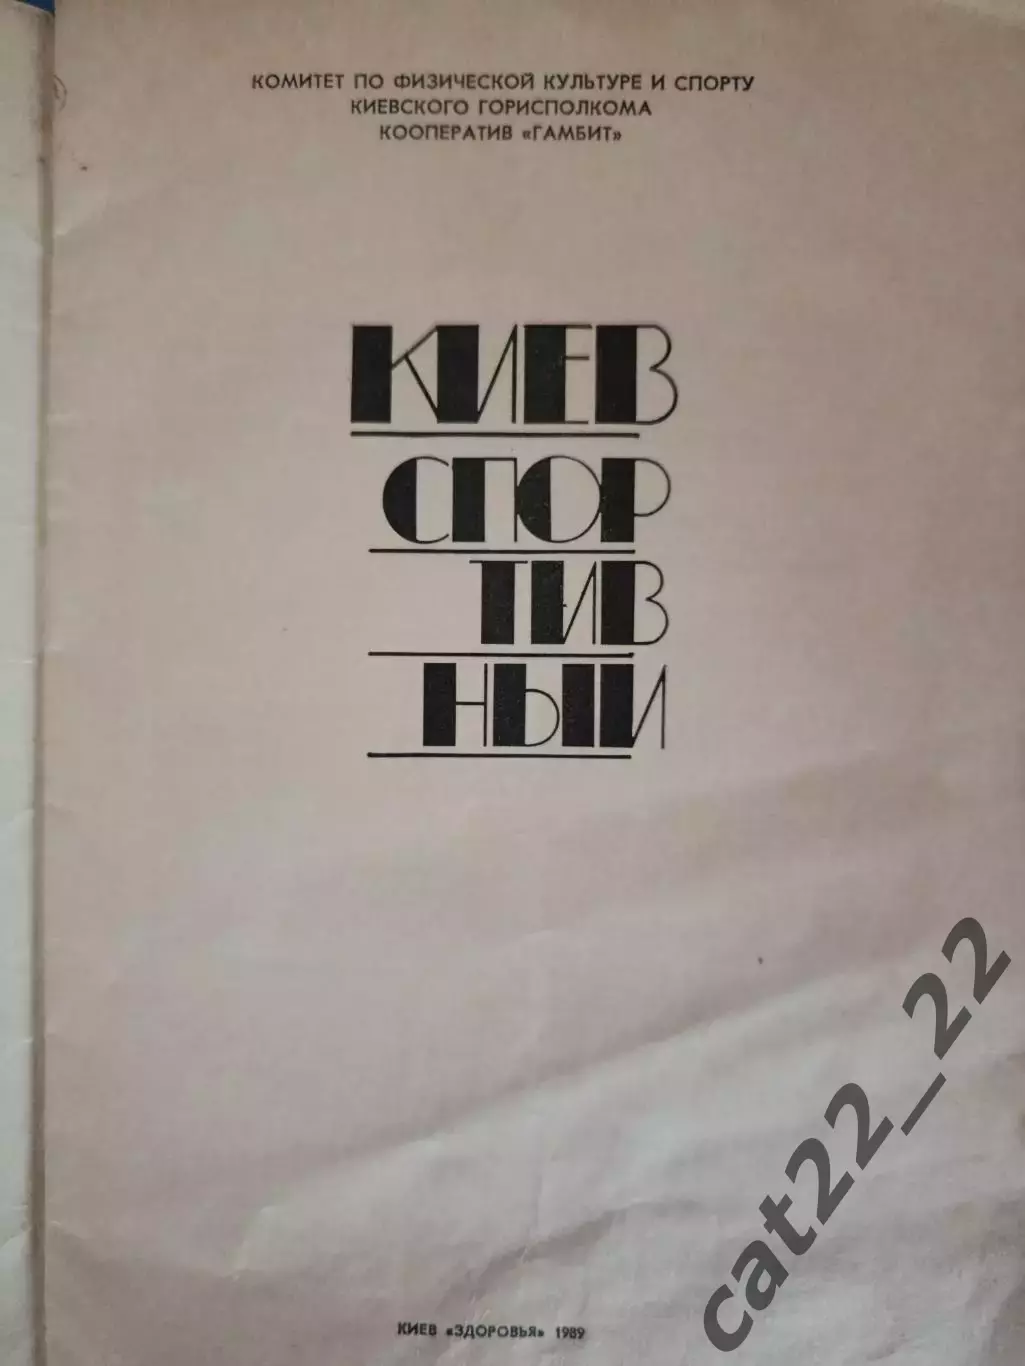 КОМИТЕТ ПО ФИЗИЧЕСКОЙ КУЛЬТУРЕ И СПОРТУ
КИЕВСКОГО ГОРИСПОЛКОМА
КООПЕРАТИВ «ГАМБИТ»
КИЕВ
СПОР
ТИВ
НЫЙ
КИЕВ «ЗДОРОВЬЯ» 1989
cat22_22